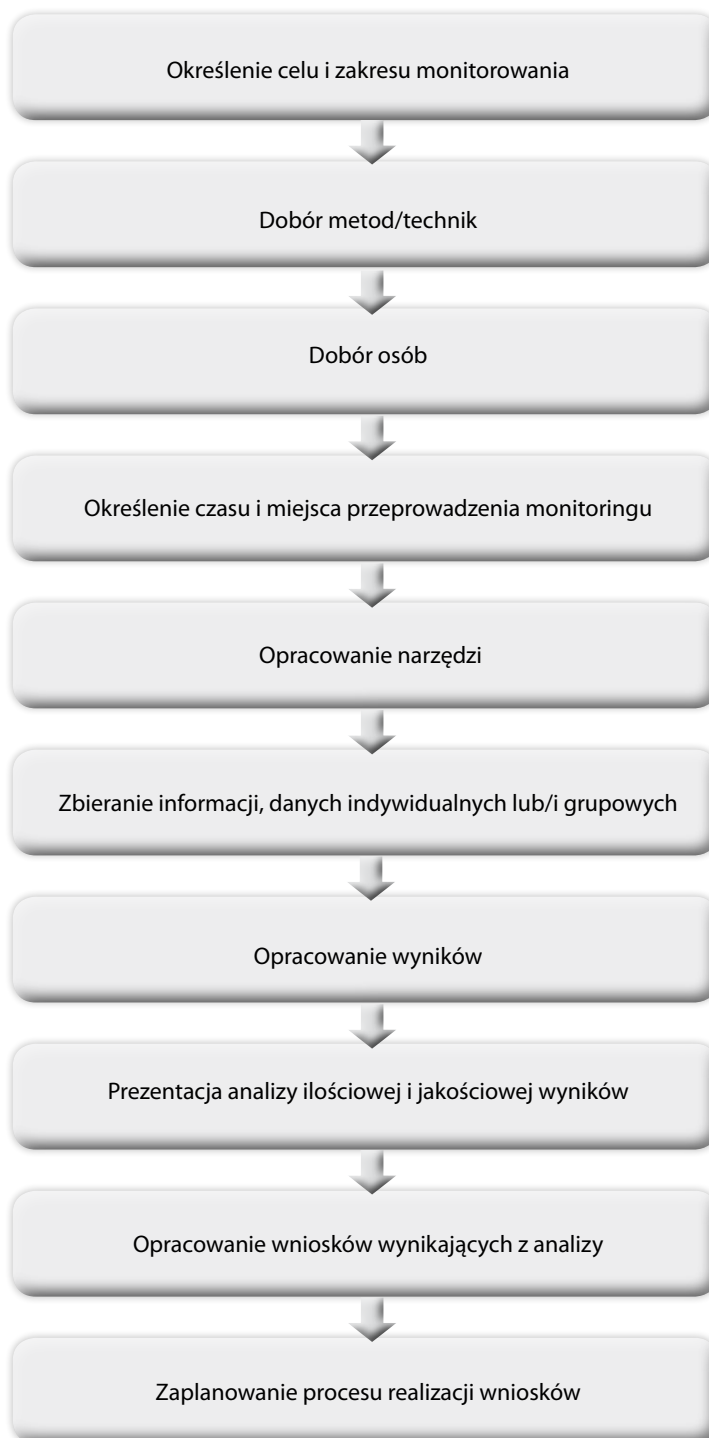 Określenie celu i zakresu monitorowania
Dobór metod/technik
Dobór osób
Określenie czasu i miejsca przeprowadzenia monitoringu
Opracowanie narzędzi
Zbieranie informacji, danych indywidualnych lub/i grupowych
Opracowanie wyników
Prezentacja analizy ilościowej i jakościowej wyników
Opracowanie wniosków wynikających z analizy
Zaplanowanie procesu realizacji wniosków